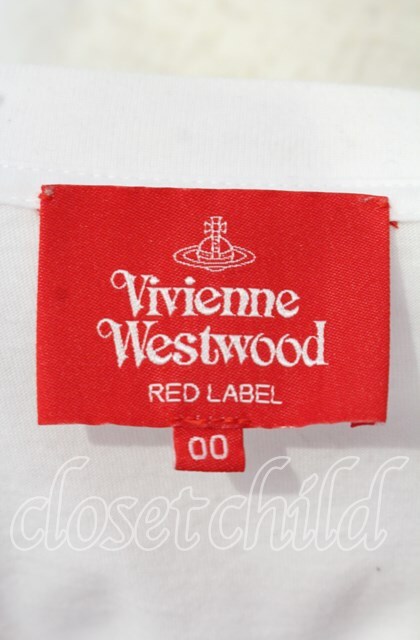 Vivienne
Westwood
RED LABEL
00
closet child